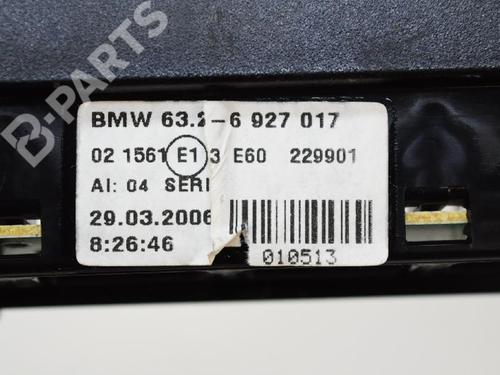 B-PARTS
BMW 63.2-6 927 017
02 1561 E1 3 E60 229901
AI: 04 SERI
29.03.2006
8:26:46
010513